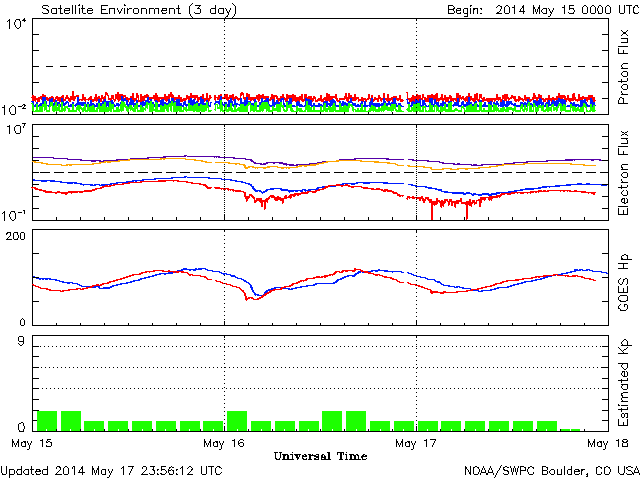 Satellite Environment (3 day) Begin: 2014 May 15 0000 UTC
10^4
10^-2
Proton Flux
10^7
10^-1
Electron Flux
200
0
GOES Hp
9
0
Estimated Kp
May 15 May 16 May 17 May 18
Universal Time
Updated 2014 May 17 23:56:12 UTC NOAA/SWPC Boulder, CO USA